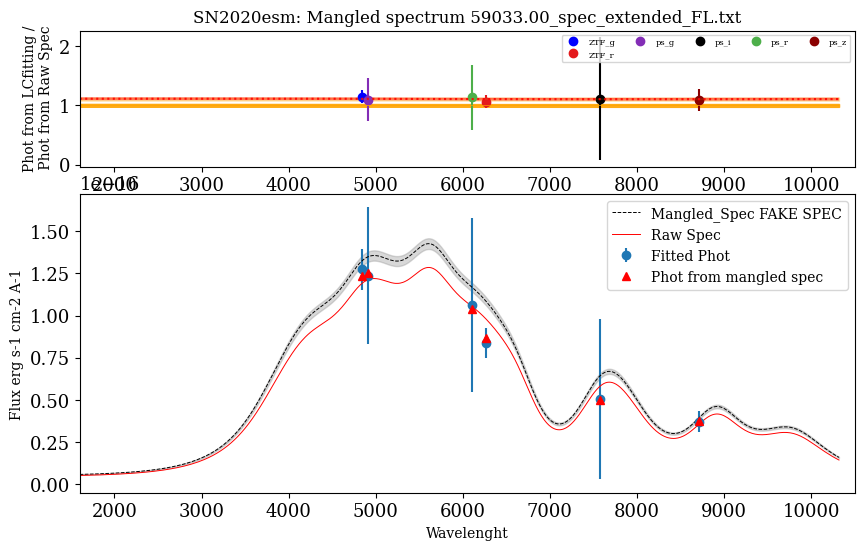 SN2020esm: Mangled spectrum 59033.00_spec_extended_FL.txt
Phot from LCfitting /
Phot from Raw Spec
2
1
0
ZTF_g ps_g ps_i ps_r ps_z
ZTF_r
2000 3000 4000 5000 6000 7000 8000 9000 10000
1e−16
Flux erg s-1 cm-2 A-1
1.50
1.25
1.00
0.75
0.50
0.25
0.00
Mangled_Spec FAKE SPEC
Raw Spec
Fitted Phot
Phot from mangled spec
2000 3000 4000 5000 6000 7000 8000 9000 10000
Wavelenght